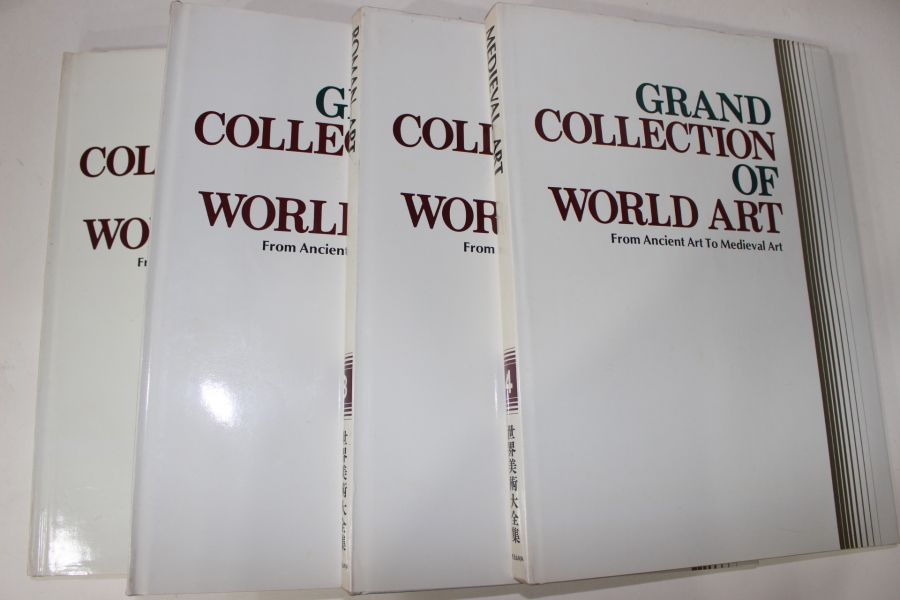 COL
WO
Fr
G
COLLEC
WORLD
From Ancient
ROMAN ART
3
世界美術大全集
COLL
WOR
From
MEDIEVAL ART
4
世界美術大全集
GRAND
COLLECTION
OF
WORLD ART
From Ancient Art To Medieval Art